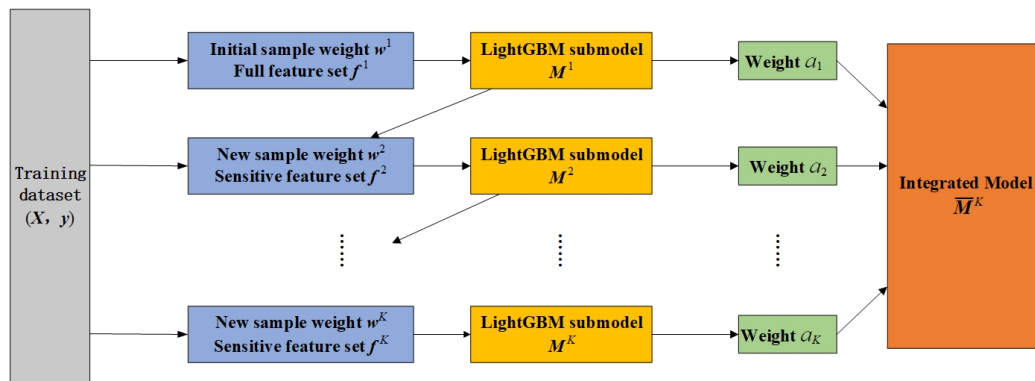 Training
dataset
(X, y)
Initial sample weight w¹
Full feature set f¹
LightGBM submodel
M¹
Weight a₁
New sample weight w²
Sensitive feature set f²
LightGBM submodel
M²
Weight a₂
Integrated Model
M̅ᴷ
New sample weight wᴷ
Sensitive feature set fᴷ
LightGBM submodel
Mᴷ
Weight a_K